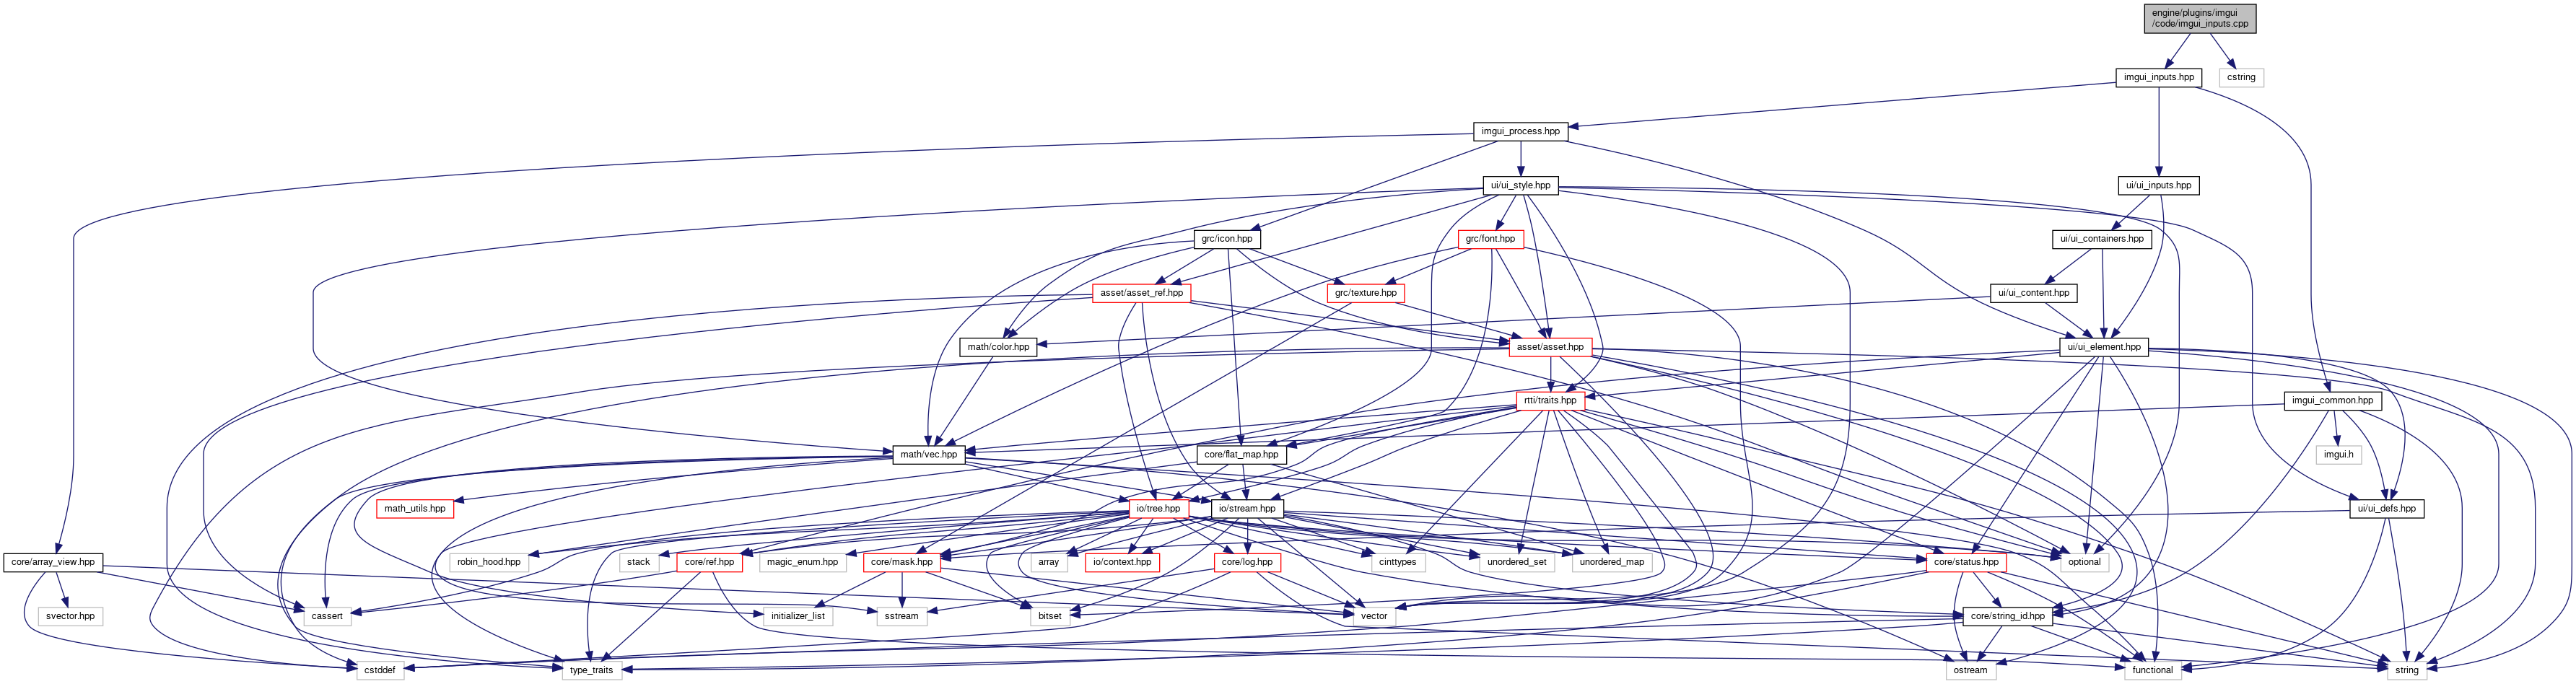 engine/plugins/imgui
/code/imgui_inputs.cpp
imgui_inputs.hpp
cstring
imgui_process.hpp
ui/ui_style.hpp
ui/ui_inputs.hpp
grc/icon.hpp
grc/font.hpp
ui/ui_containers.hpp
asset/asset_ref.hpp
grc/texture.hpp
ui/ui_content.hpp
math/color.hpp
asset/asset.hpp
ui/ui_element.hpp
rtti/traits.hpp
imgui_common.hpp
math/vec.hpp
core/flat_map.hpp
imgui.h
math_utils.hpp
io/tree.hpp
io/stream.hpp
ui/ui_defs.hpp
core/array_view.hpp
robin_hood.hpp
stack
core/ref.hpp
magic_enum.hpp
core/mask.hpp
array
io/context.hpp
core/log.hpp
cinttypes
unordered_set
unordered_map
core/status.hpp
optional
svector.hpp
cassert
initializer_list
sstream
bitset
vector
core/string_id.hpp
cstddef
type_traits
ostream
functional
string